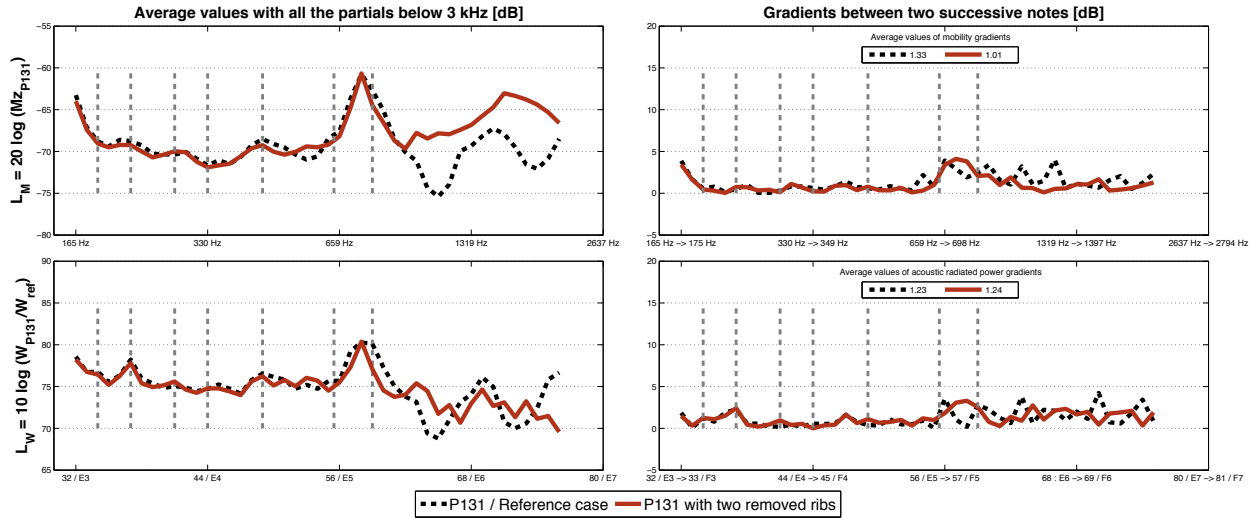 Average values with all the partials below 3 kHz [dB]
L_M = 20 log (Mz_P131)
−55
−60
−65
−70
−75
−80
165 Hz 330 Hz 659 Hz 1319 Hz 2637 Hz
Gradients between two successive notes [dB]
Average values of mobility gradients
1.33 1.01
20
15
10
5
0
−5
165 Hz −> 175 Hz 330 Hz −> 349 Hz 659 Hz −> 698 Hz 1319 Hz −> 1397 Hz 2637 Hz −> 2794 Hz
L_W = 10 log (W_P131/W_ref)
90
85
80
75
70
65
32 / E3 44 / E4 56 / E5 68 / E6 80 / E7
Average values of acoustic radiated power gradients
1.23 1.24
20
15
10
5
0
−5
32 / E3 −> 33 / F3 44 / E4 −> 45 / F4 56 / E5 −> 57 / F5 68 : E6 −> 69 / F6 80 / E7 −> 81 / F7
P131 / Reference case P131 with two removed ribs